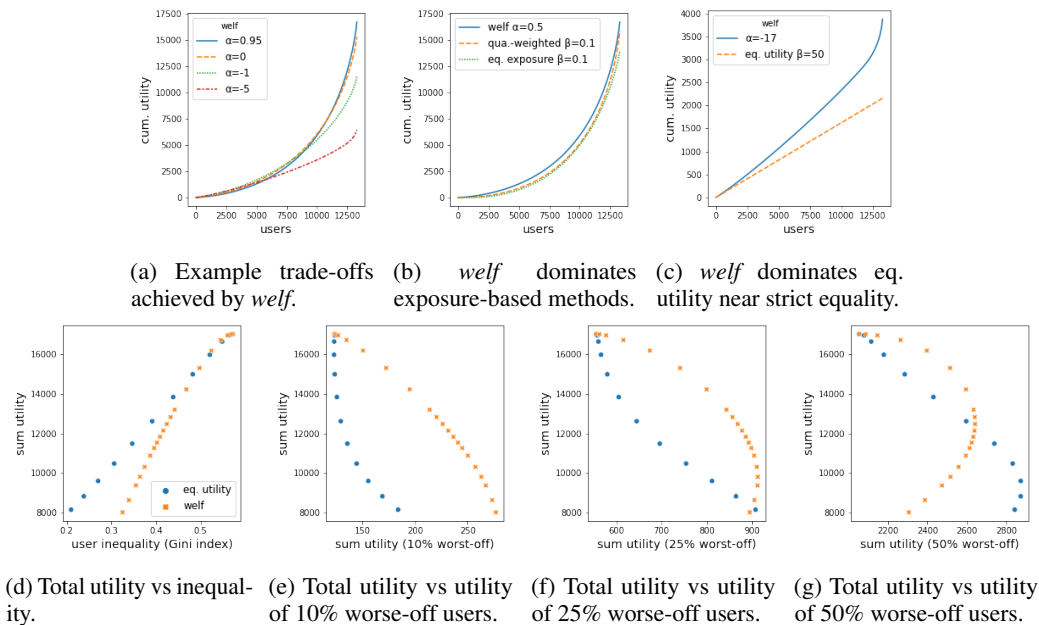 welf
α=0.95
α=0
α=-1
α=-5
17500
15000
12500
10000
7500
5000
2500
0
cum. utility
0 2500 5000 7500 10000 12500
users
welf α=0.5
qua.-weighted β=0.1
eq. exposure β=0.1
17500
15000
12500
10000
7500
5000
2500
0
cum. utility
0 2500 5000 7500 10000 12500
users
welf
α=-17
eq. utility β=50
4000
3500
3000
2500
2000
1500
1000
500
0
cum. utility
0 2500 5000 7500 10000 12500
users
(a) Example trade-offs
achieved by welf.
(b) welf dominates
exposure-based methods.
(c) welf dominates eq.
utility near strict equality.
16000
14000
12000
10000
8000
sum utility
eq. utility
welf
0.2 0.3 0.4 0.5
user inequality (Gini index)
16000
14000
12000
10000
8000
sum utility
150 200 250
sum utility (10% worst-off)
16000
14000
12000
10000
8000
sum utility
600 700 800 900
sum utility (25% worst-off)
16000
14000
12000
10000
8000
sum utility
2200 2400 2600 2800
sum utility (50% worst-off)
(d) Total utility vs inequal-
ity.
(e) Total utility vs utility
of 10% worse-off users.
(f) Total utility vs utility
of 25% worse-off users.
(g) Total utility vs utility
of 50% worse-off users.